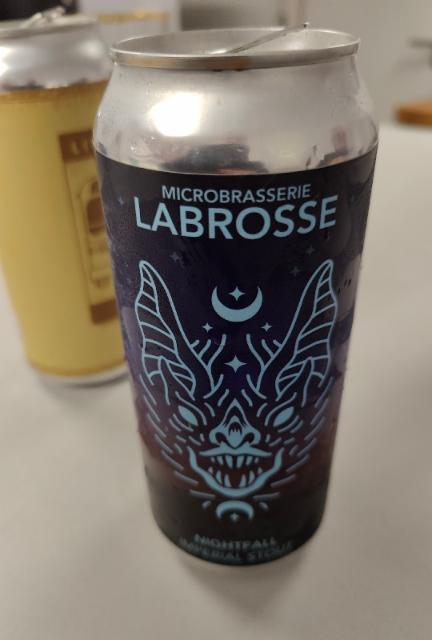 MICROBRASSERIE
LABROSSE
NIGHTFALL
IMPERIAL STOUT